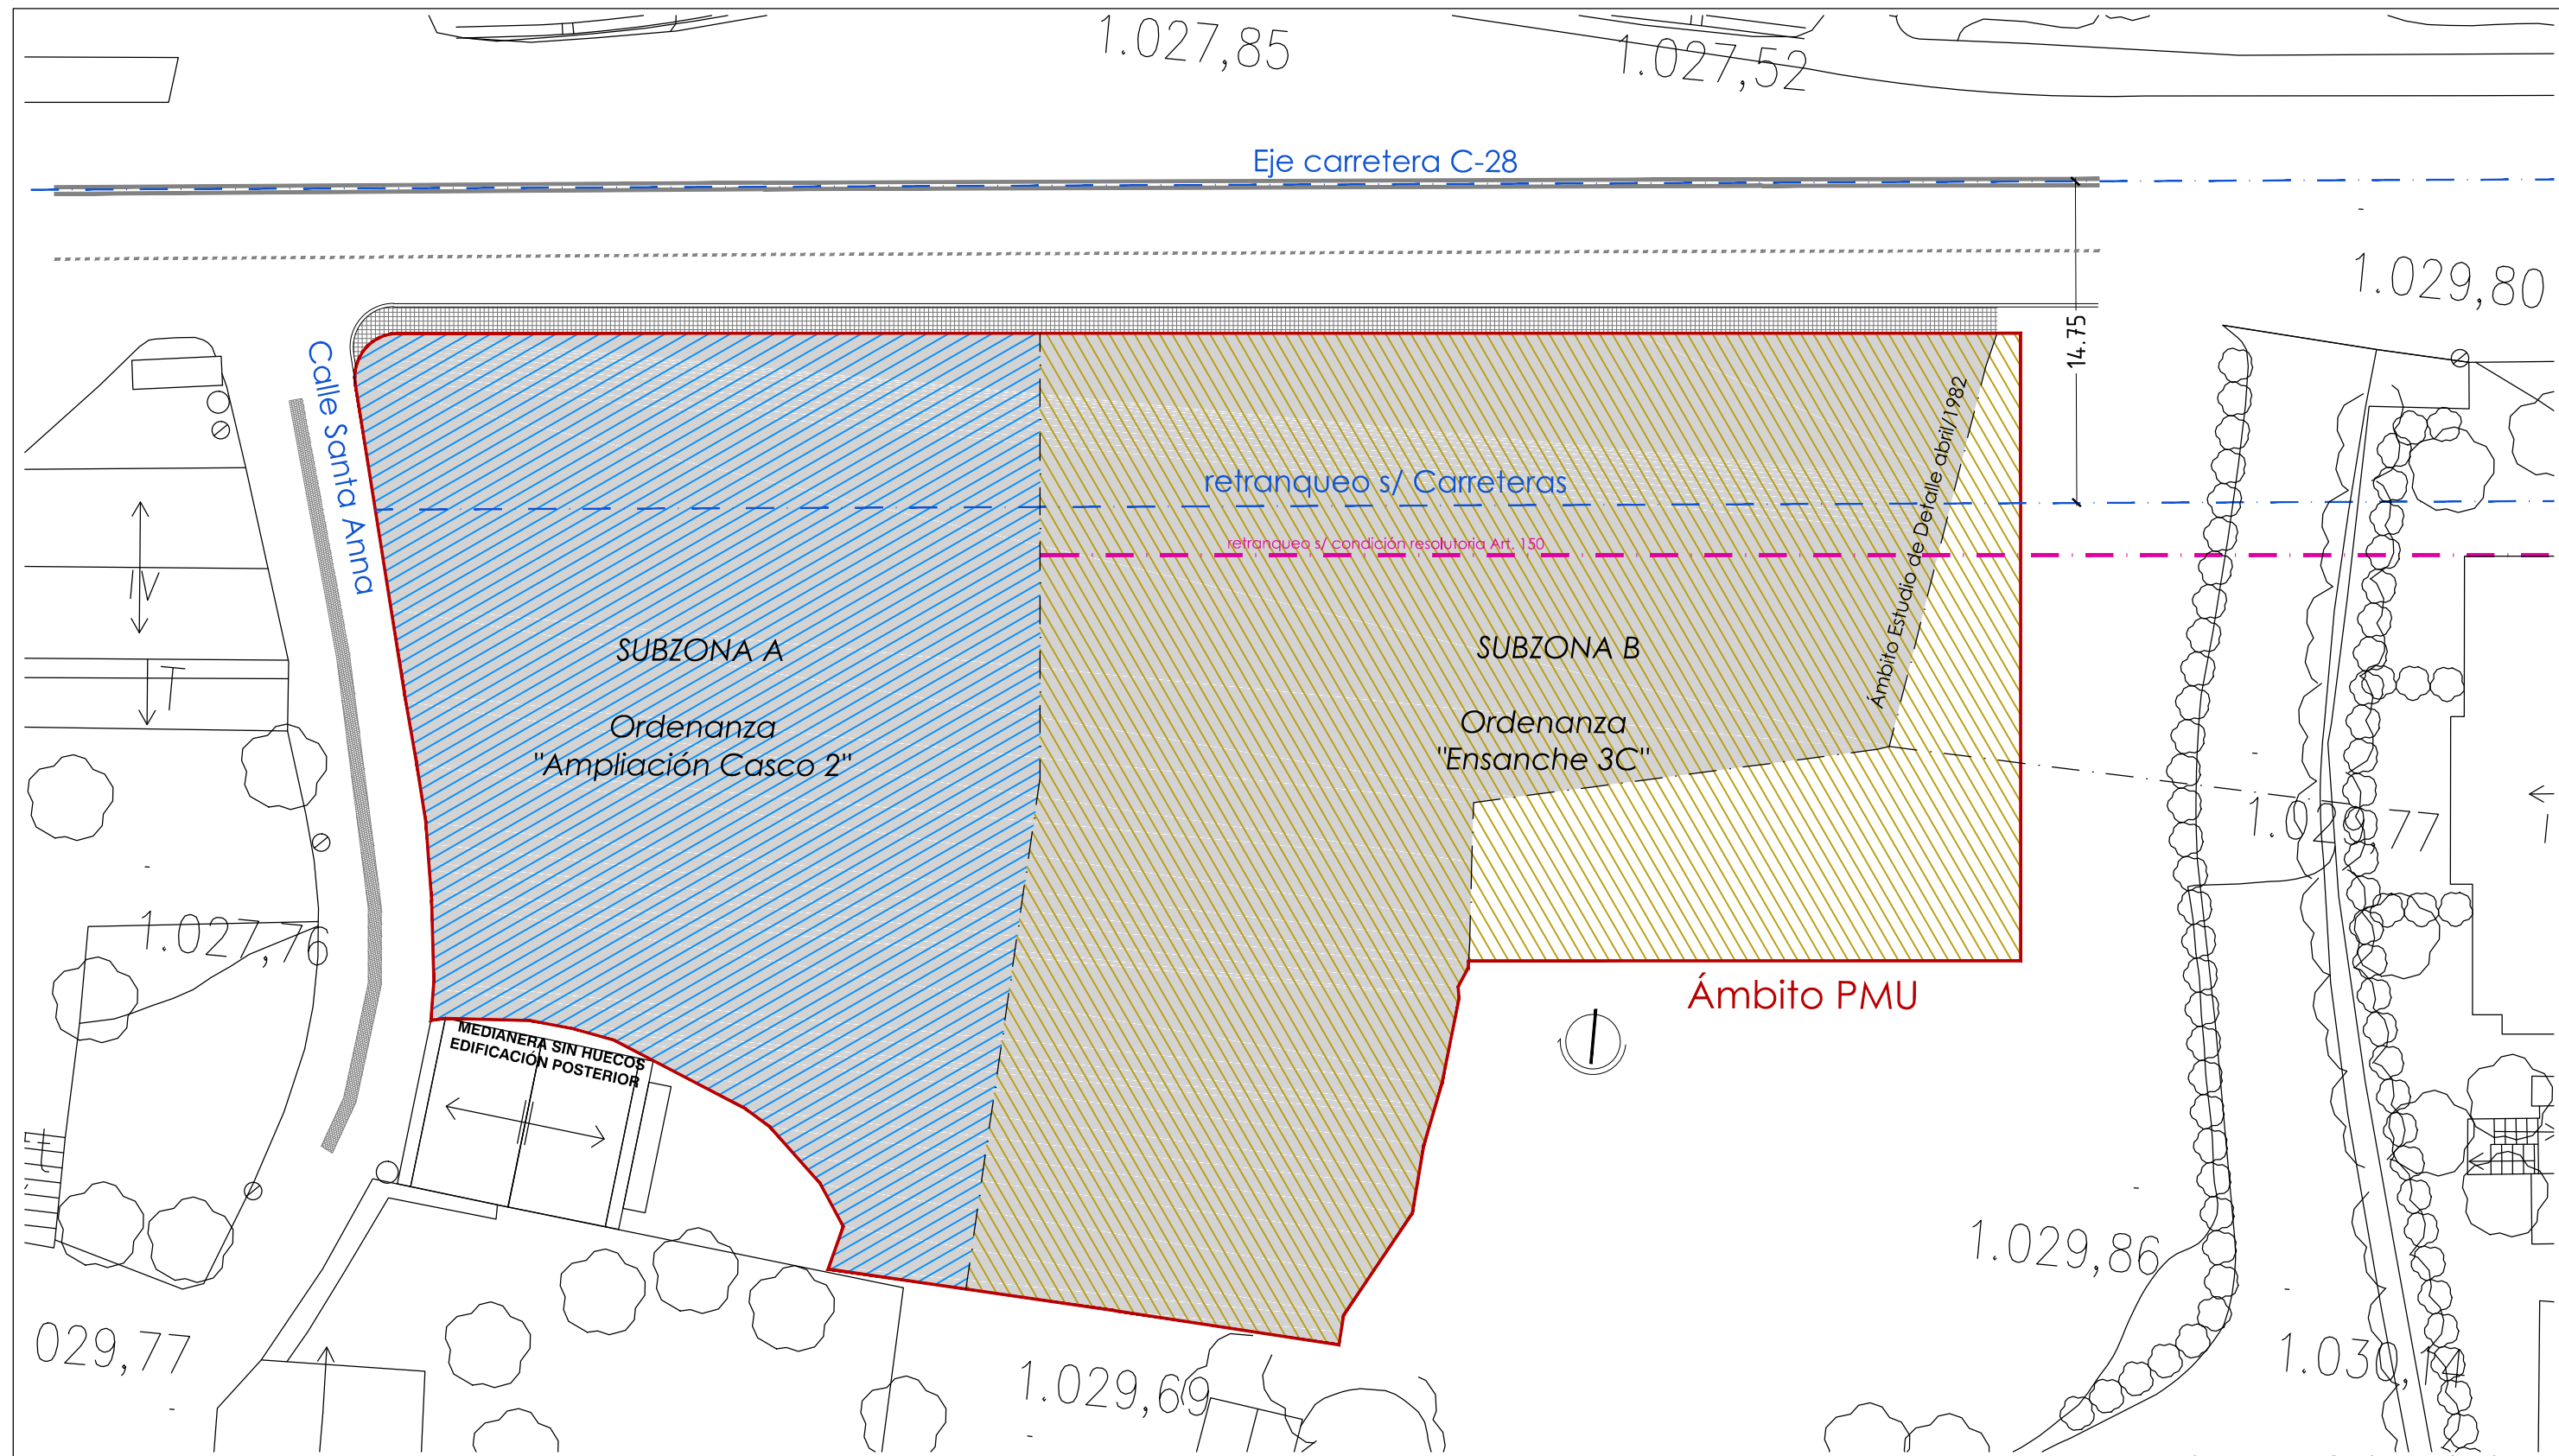 1.027,85
1.027,52
Eje carretera C-28
1.029,80
14.75
Calle Santa Anna
Ámbito Estudio de Detalle abril/1982
retranqueo s/ Carreteras
retranqueo s/ condición resolutoria Art. 150
IV
T
SUBZONA A
Ordenanza
"Ampliación Casco 2"
SUBZONA B
Ordenanza
"Ensanche 3C"
I
1.027,76
Ámbito PMU
MEDIANERA SIN HUECOS
EDIFICACIÓN POSTERIOR
II
1.029,86
029,77
1.029,69